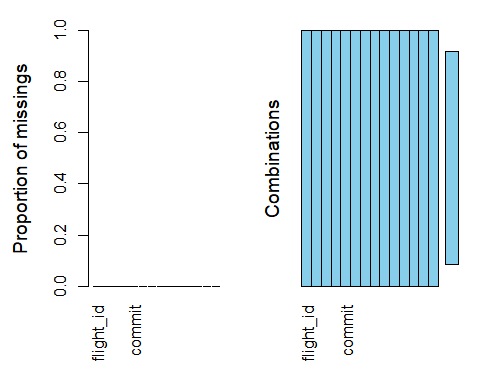 Proportion of missings
1.0
0.8
0.6
0.4
0.2
0.0
flight_id
commit
Combinations
flight_id
commit